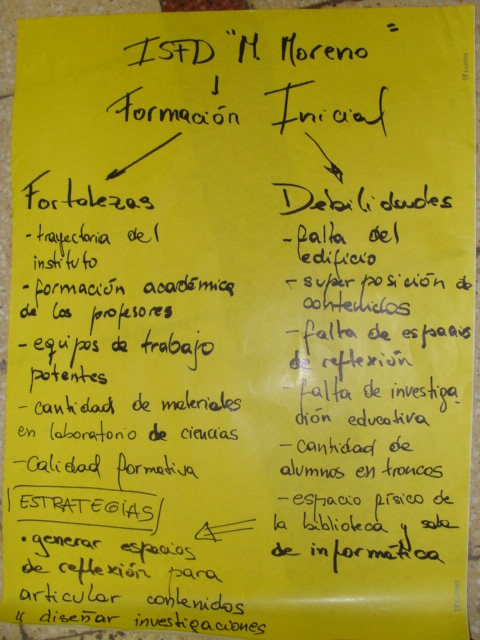 ISFD "M. Moreno"
Formación Inicial
Fortalezas
- trayectoria del
instituto
- formación académica
de los profesores
- equipos de trabajo
potentes
- cantidad de materiales
en laboratorio de ciencias
- Calidad formativa
ESTRATEGIAS
• generar espacios
de reflexión para
articular contenidos
y diseñar investigaciones
Debilidades
- falta del
edificio
- superposición de
contenidos
- falta de espacios
de reflexión
- falta de investiga
ción educativa
- cantidad de
alumnos en troncos
- espacio físico de
la biblioteca y sala
de informática